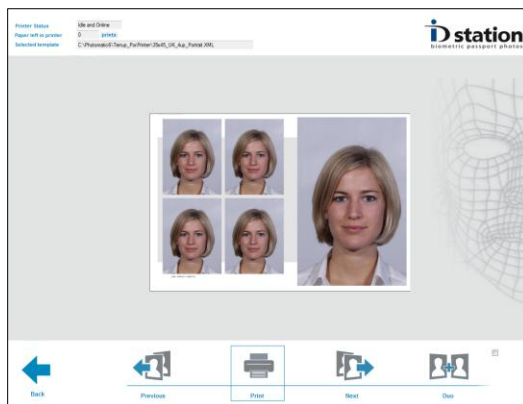 Printer Status Idle and Online
Paper left in printer 0 prints
Selected template
ID station
biometric passport photos
Back
Previous
Print
Next
Duo